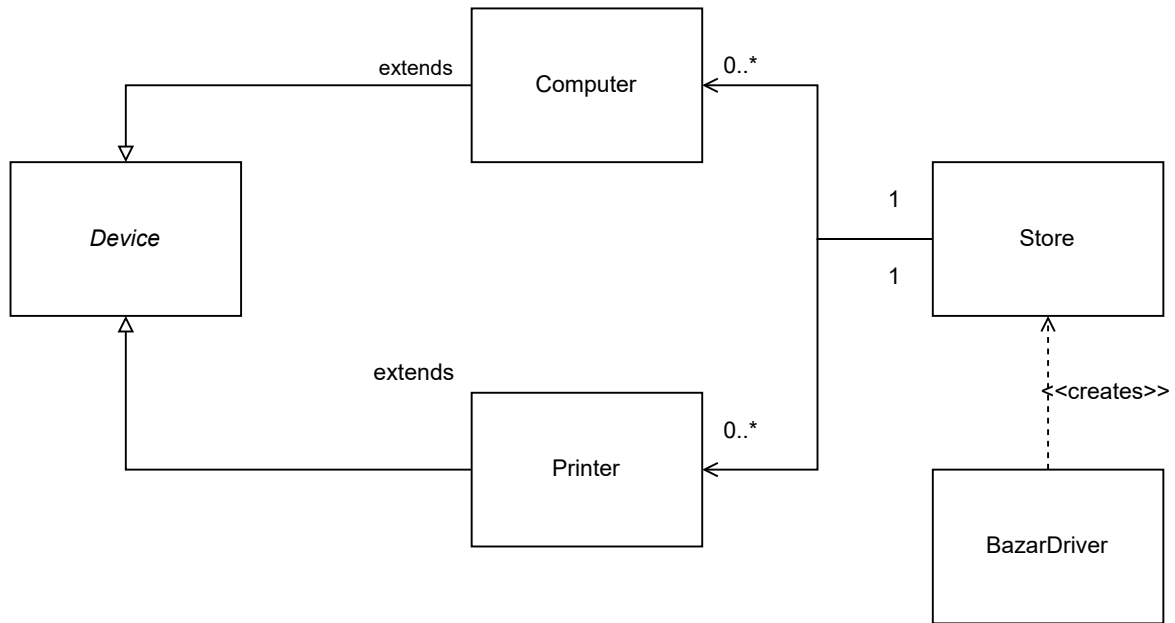 extends
Computer
0..*
Device
1
Store
1
extends
<<creates>>
0..*
Printer
BazarDriver